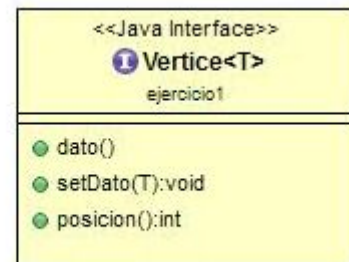 <<Java Interface>>
I Vertice<T>
ejercicio1
dato()
setDato(T):void
posicion():int